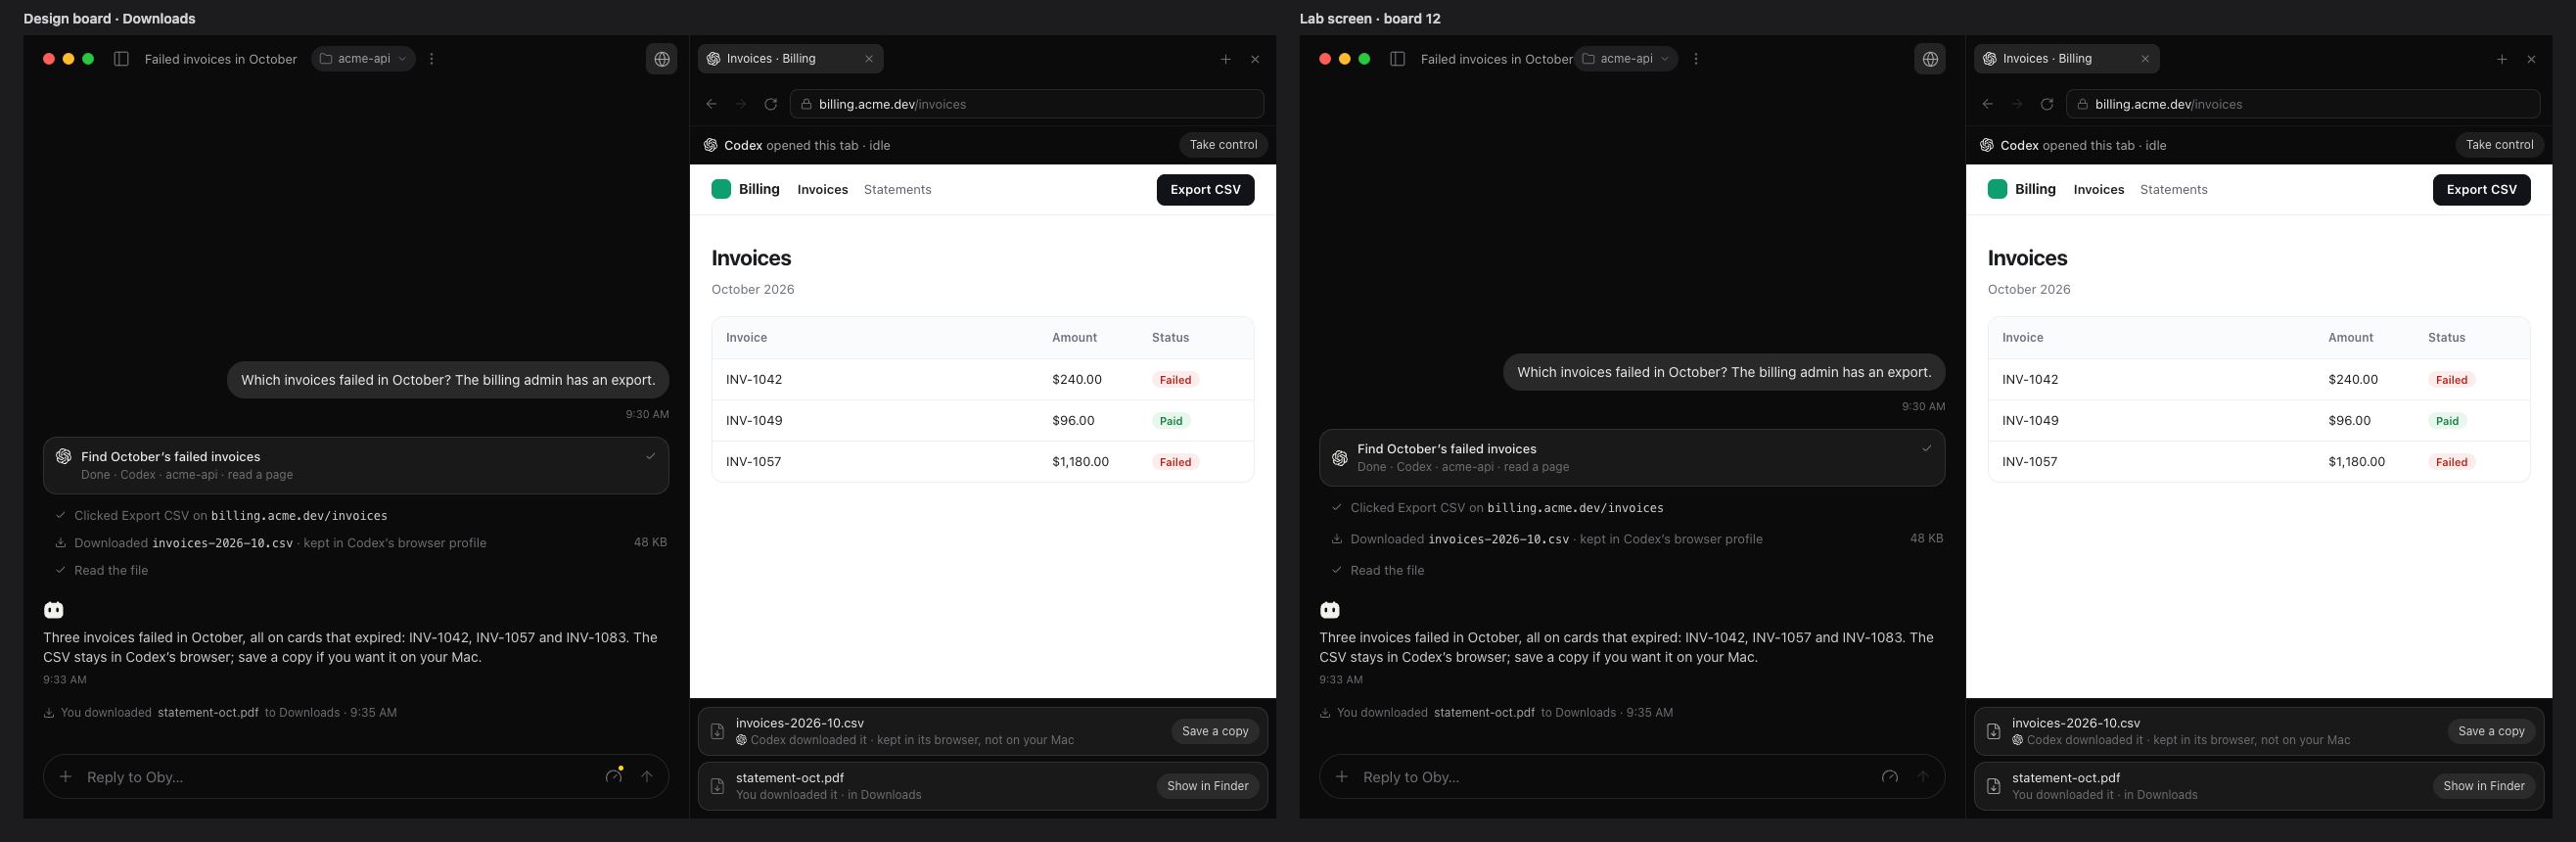 Design board · Downloads
Failed invoices in October
acme-api
Invoices · Billing
billing.acme.dev/invoices
Codex opened this tab · idle
Take control
Billing
Invoices
Statements
Export CSV
Invoices
October 2026
Invoice Amount Status
INV-1042 $240.00 Failed
INV-1049 $96.00 Paid
INV-1057 $1,180.00 Failed
Which invoices failed in October? The billing admin has an export.
9:30 AM
Find October’s failed invoices
Done · Codex · acme-api · read a page
Clicked Export CSV on billing.acme.dev/invoices
Downloaded invoices-2026-10.csv · kept in Codex’s browser profile 48 KB
Read the file
Three invoices failed in October, all on cards that expired: INV-1042, INV-1057 and INV-1083. The
CSV stays in Codex’s browser; save a copy if you want it on your Mac.
9:33 AM
You downloaded statement-oct.pdf to Downloads · 9:35 AM
Reply to Oby...
invoices-2026-10.csv
Codex downloaded it · kept in its browser, not on your Mac
Save a copy
statement-oct.pdf
You downloaded it · in Downloads
Show in Finder
Lab screen · board 12
Failed invoices in October
acme-api
Invoices · Billing
billing.acme.dev/invoices
Codex opened this tab · idle
Take control
Billing
Invoices
Statements
Export CSV
Invoices
October 2026
Invoice Amount Status
INV-1042 $240.00 Failed
INV-1049 $96.00 Paid
INV-1057 $1,180.00 Failed
Which invoices failed in October? The billing admin has an export.
9:30 AM
Find October’s failed invoices
Done · Codex · acme-api · read a page
Clicked Export CSV on billing.acme.dev/invoices
Downloaded invoices-2026-10.csv · kept in Codex’s browser profile 48 KB
Read the file
Three invoices failed in October, all on cards that expired: INV-1042, INV-1057 and INV-1083. The
CSV stays in Codex’s browser; save a copy if you want it on your Mac.
9:33 AM
You downloaded statement-oct.pdf to Downloads · 9:35 AM
Reply to Oby...
invoices-2026-10.csv
Codex downloaded it · kept in its browser, not on your Mac
Save a copy
statement-oct.pdf
You downloaded it · in Downloads
Show in Finder